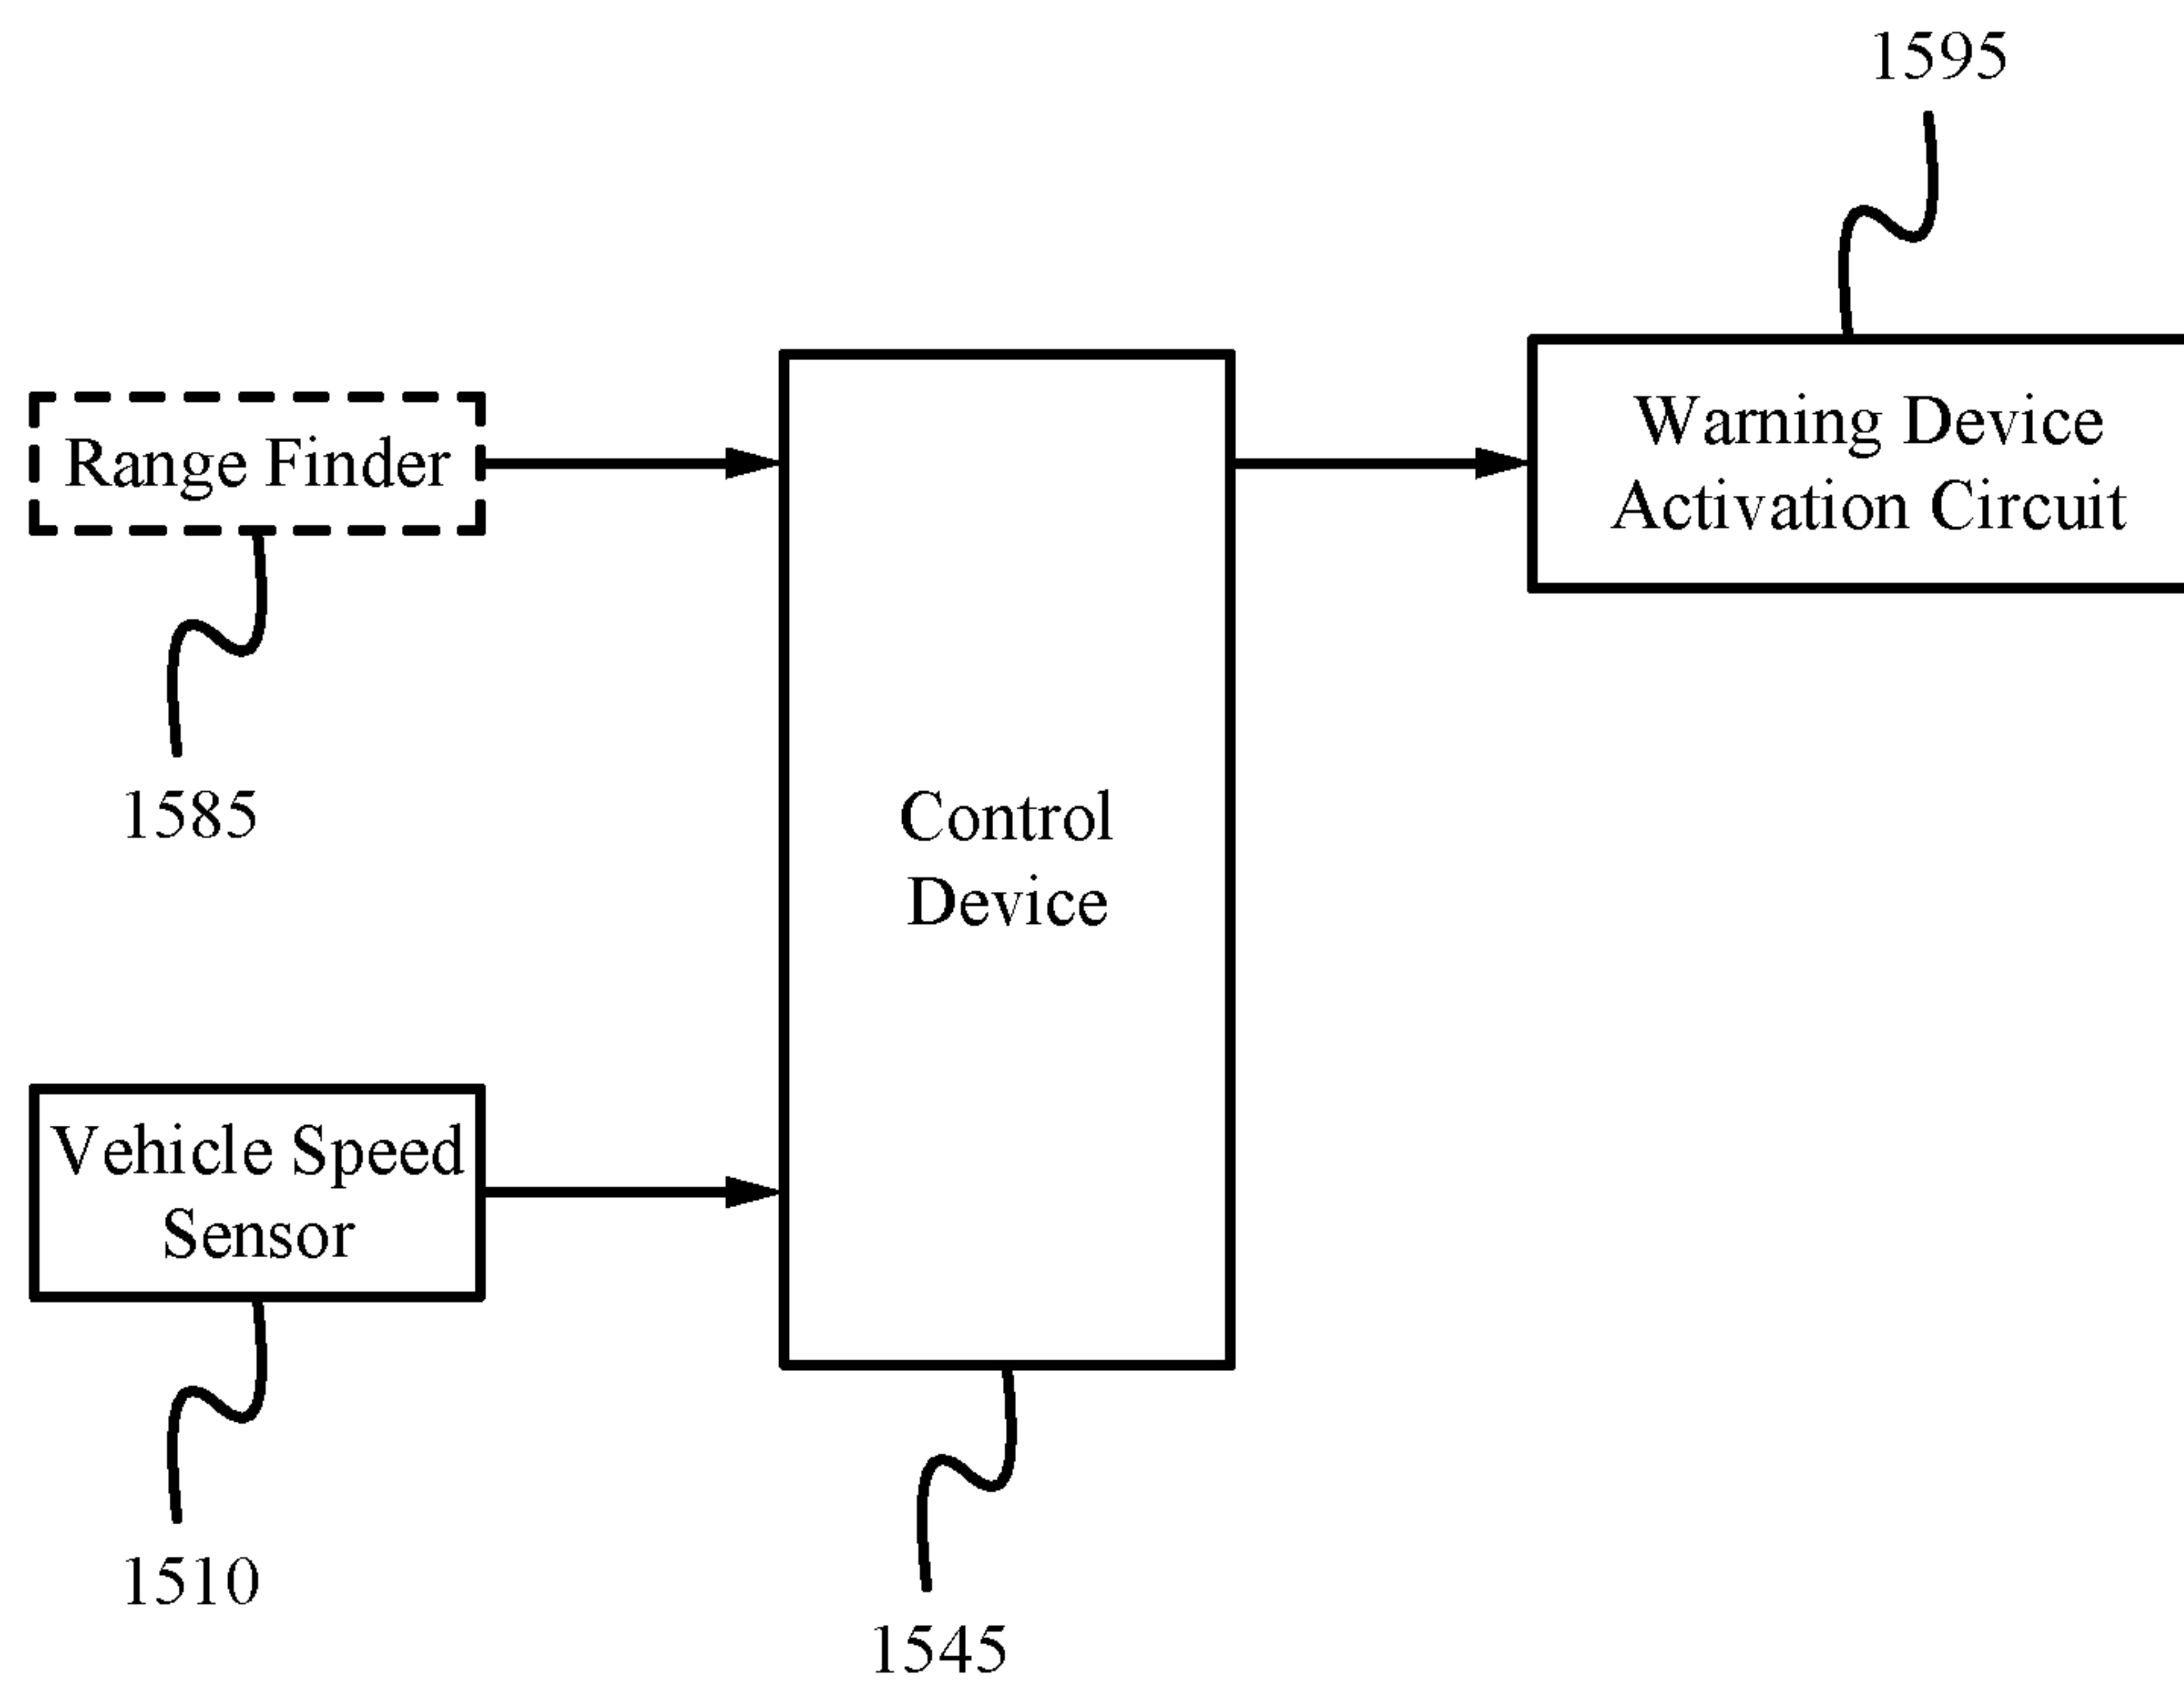 1595
Range Finder
Warning Device
Activation Circuit
1585
Control
Device
Vehicle Speed
Sensor
1510
1545